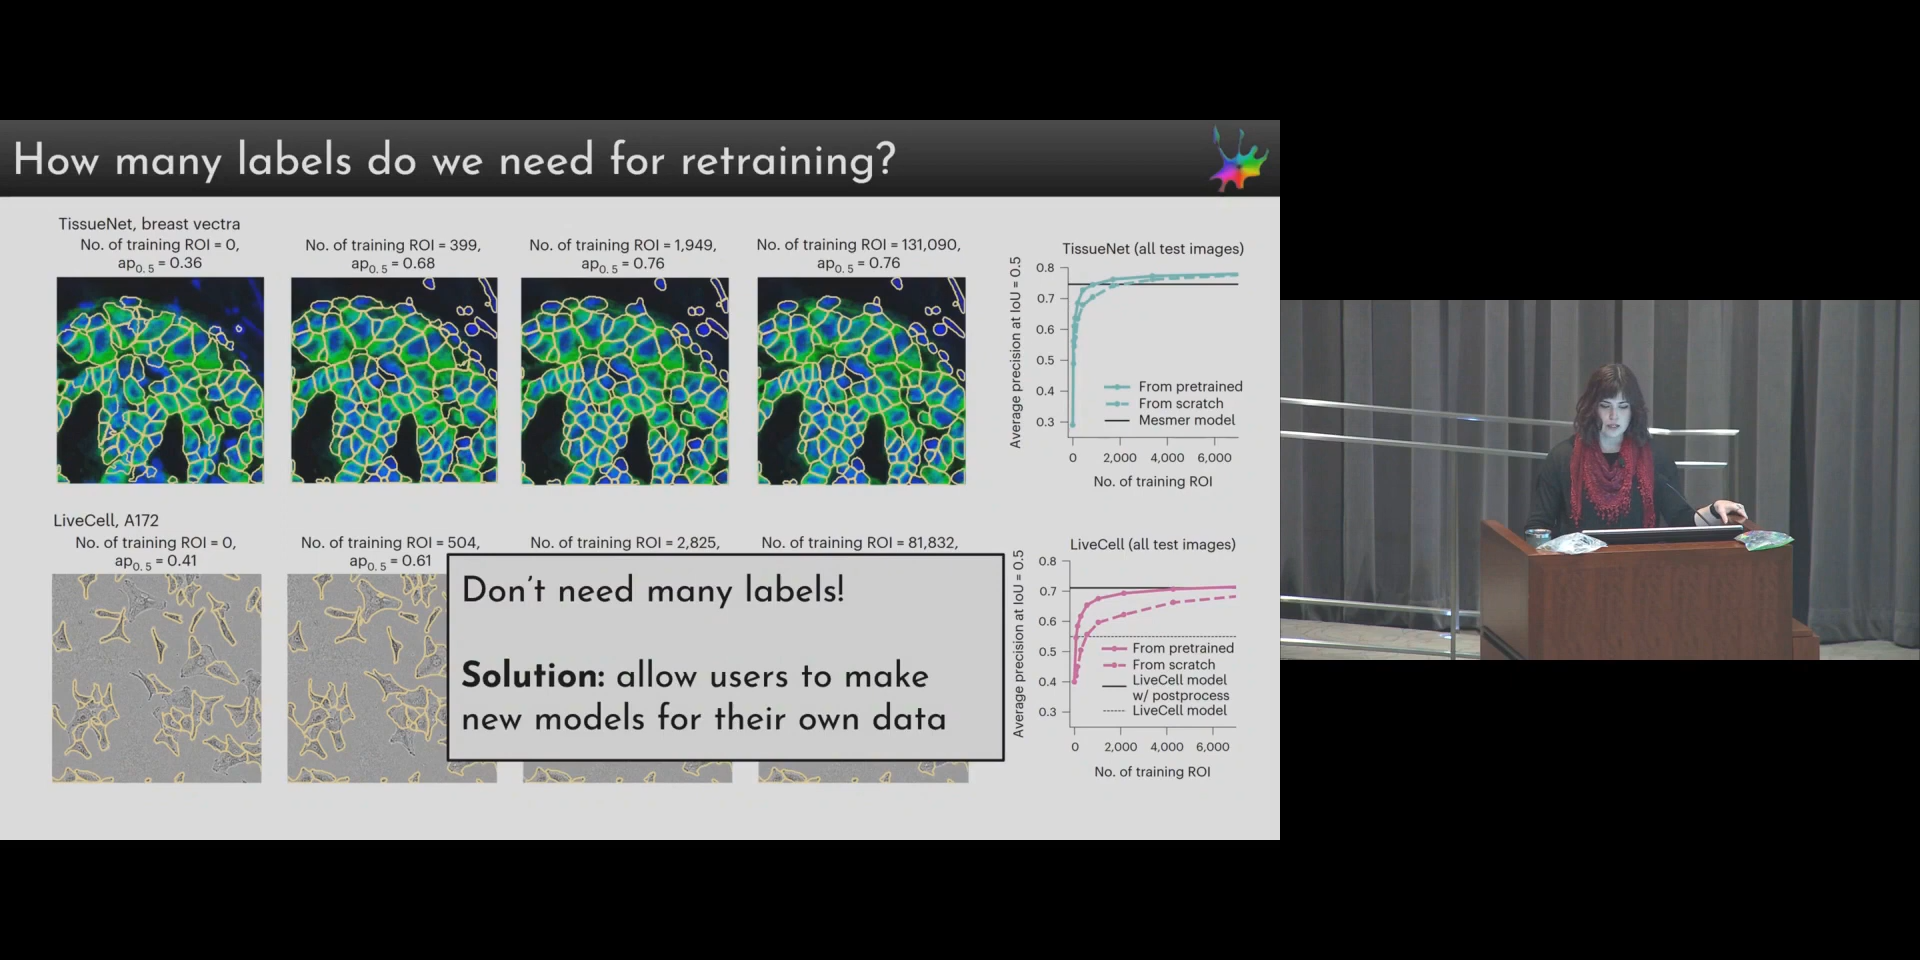 How many labels do we need for retraining?
TissueNet, breast vectra
No. of training ROI = 0,
ap0.5 = 0.36
No. of training ROI = 399,
ap0.5 = 0.68
No. of training ROI = 1,949,
ap0.5 = 0.76
No. of training ROI = 131,090,
ap0.5 = 0.76
TissueNet (all test images)
Average precision at IoU = 0.5
0.8
0.7
0.6
0.5
0.4
0.3
From pretrained
From scratch
Mesmer model
0 2,000 4,000 6,000
No. of training ROI
LiveCell, A172
No. of training ROI = 0,
ap0.5 = 0.41
No. of training ROI = 504,
ap0.5 = 0.61
No. of training ROI = 2,825,
No. of training ROI = 81,832,
Don't need many labels!
Solution: allow users to make
new models for their own data
LiveCell (all test images)
Average precision at IoU = 0.5
0.8
0.7
0.6
0.5
0.4
0.3
From pretrained
From scratch
LiveCell model
w/ postprocess
LiveCell model
0 2,000 4,000 6,000
No. of training ROI